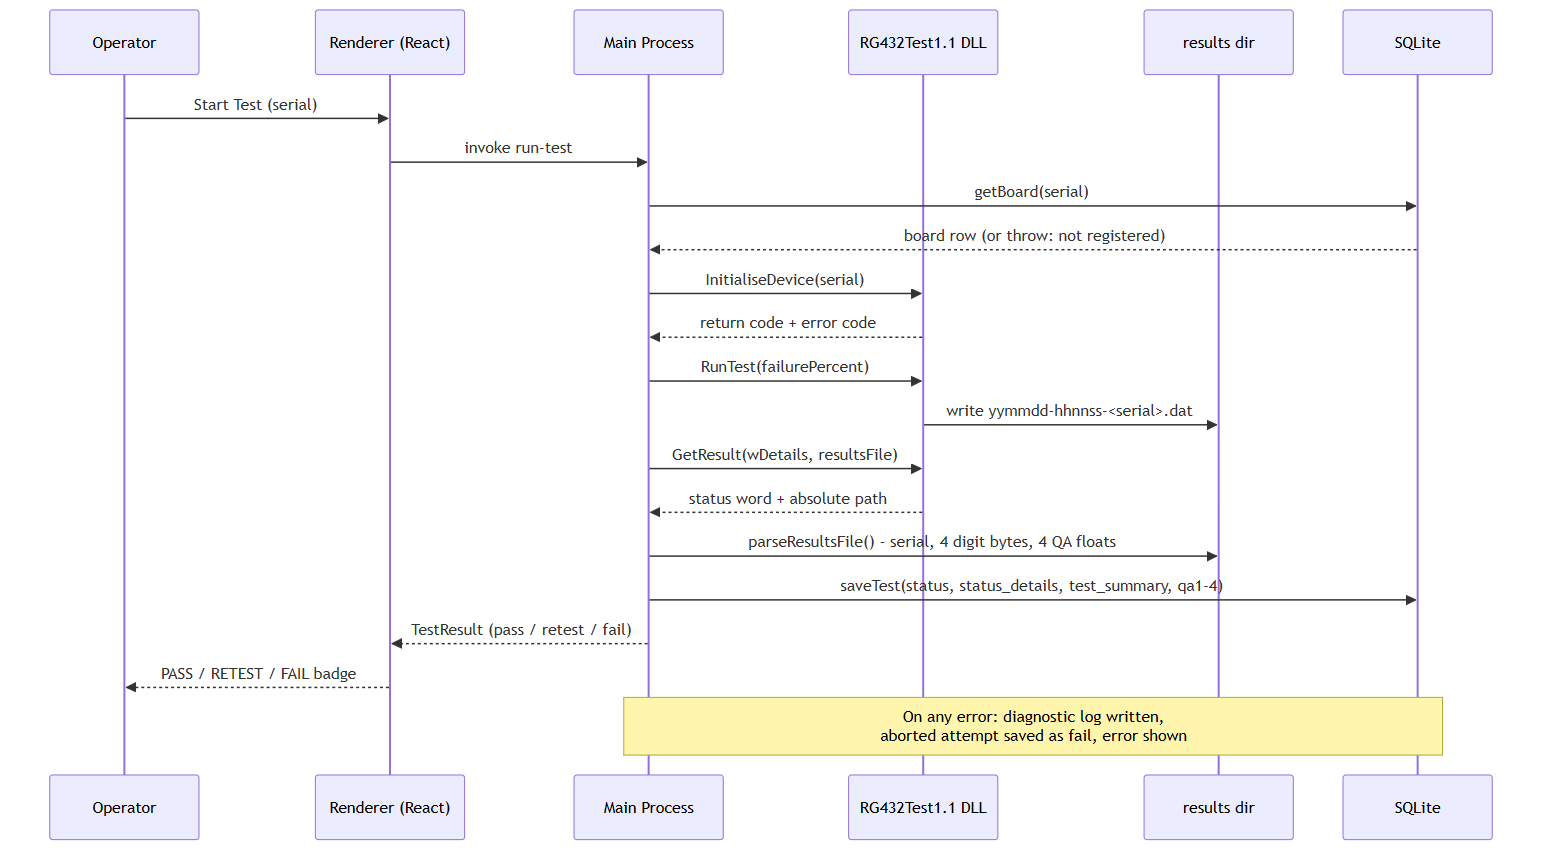 Operator
Renderer (React)
Main Process
RG432Test1.1 DLL
results dir
SQLite
Start Test (serial)
invoke run-test
getBoard(serial)
board row (or throw: not registered)
InitialiseDevice(serial)
return code + error code
RunTest(failurePercent)
write yymmdd-hhnnss-<serial>.dat
GetResult(wDetails, resultsFile)
status word + absolute path
parseResultsFile() - serial, 4 digit bytes, 4 QA floats
saveTest(status, status_details, test_summary, qa1-4)
TestResult (pass / retest / fail)
PASS / RETEST / FAIL badge
On any error: diagnostic log written,
aborted attempt saved as fail, error shown
Operator
Renderer (React)
Main Process
RG432Test1.1 DLL
results dir
SQLite